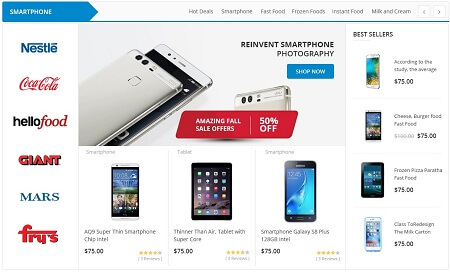 SMARTPHONE
Hot Deals Smartphone Fast Food Frozen Foods Instant Food Milk and Cream
Nestlé
Coca-Cola
hellofood
GIANT
MARS
fry's
REINVENT SMARTPHONE
PHOTOGRAPHY
SHOP NOW
AMAZING FALL
SALE OFFERS
50%
OFF
Smartphone
AQ9 Super Thin Smartphone
Chip Intel
$75.00
( 3 Reviews )
Tablet
Thinner Than Air, Tablet with
Super Core
$75.00
( 3 Reviews )
Smartphone
Smartphone Galaxy S8 Plus
128GB Intel
$75.00
( 3 Reviews )
BEST SELLERS
According to the
study, the average
$75.00
Cheese, Burger food
Fast Food
$100.00 $75.00
Frozen Pizza Paratha
Fast Food
$75.00
Class ToRedesign
The Milk Carton
$75.00